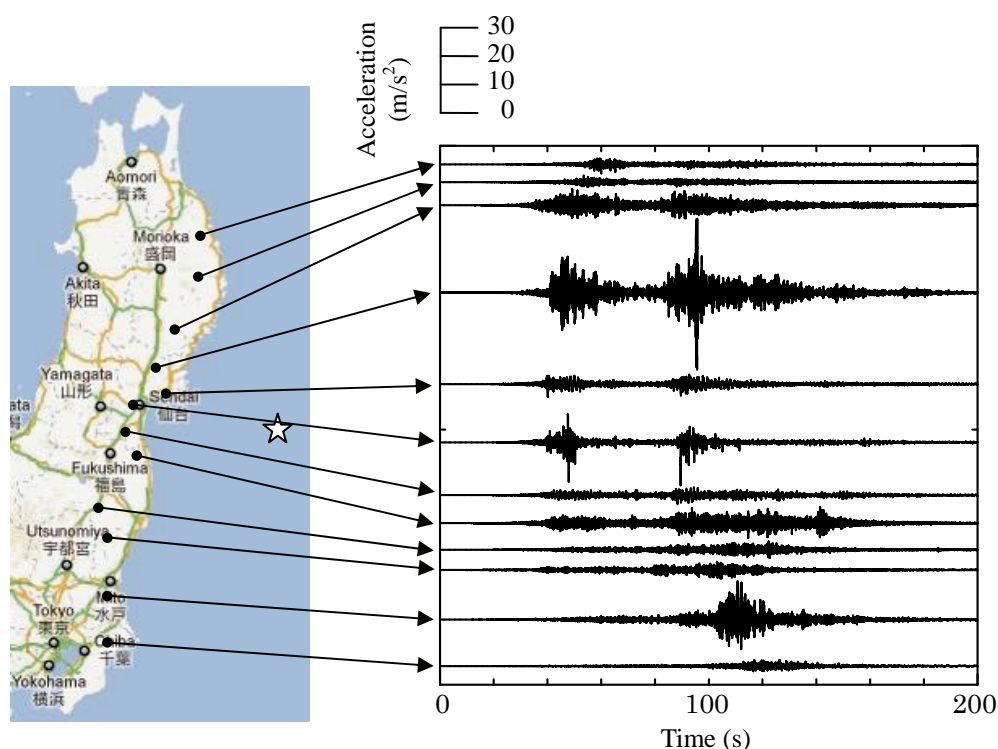 Acceleration
(m/s²)
30
20
10
0
Aomori
青森
Morioka
盛岡
Akita
秋田
Yamagata
山形
Sendai
仙台
ata
潟
Fukushima
福島
Utsunomiya
宇都宮
Mito
水戸
Tokyo
東京
Chiba
千葉
Yokohama
横浜
0
100
200
Time (s)